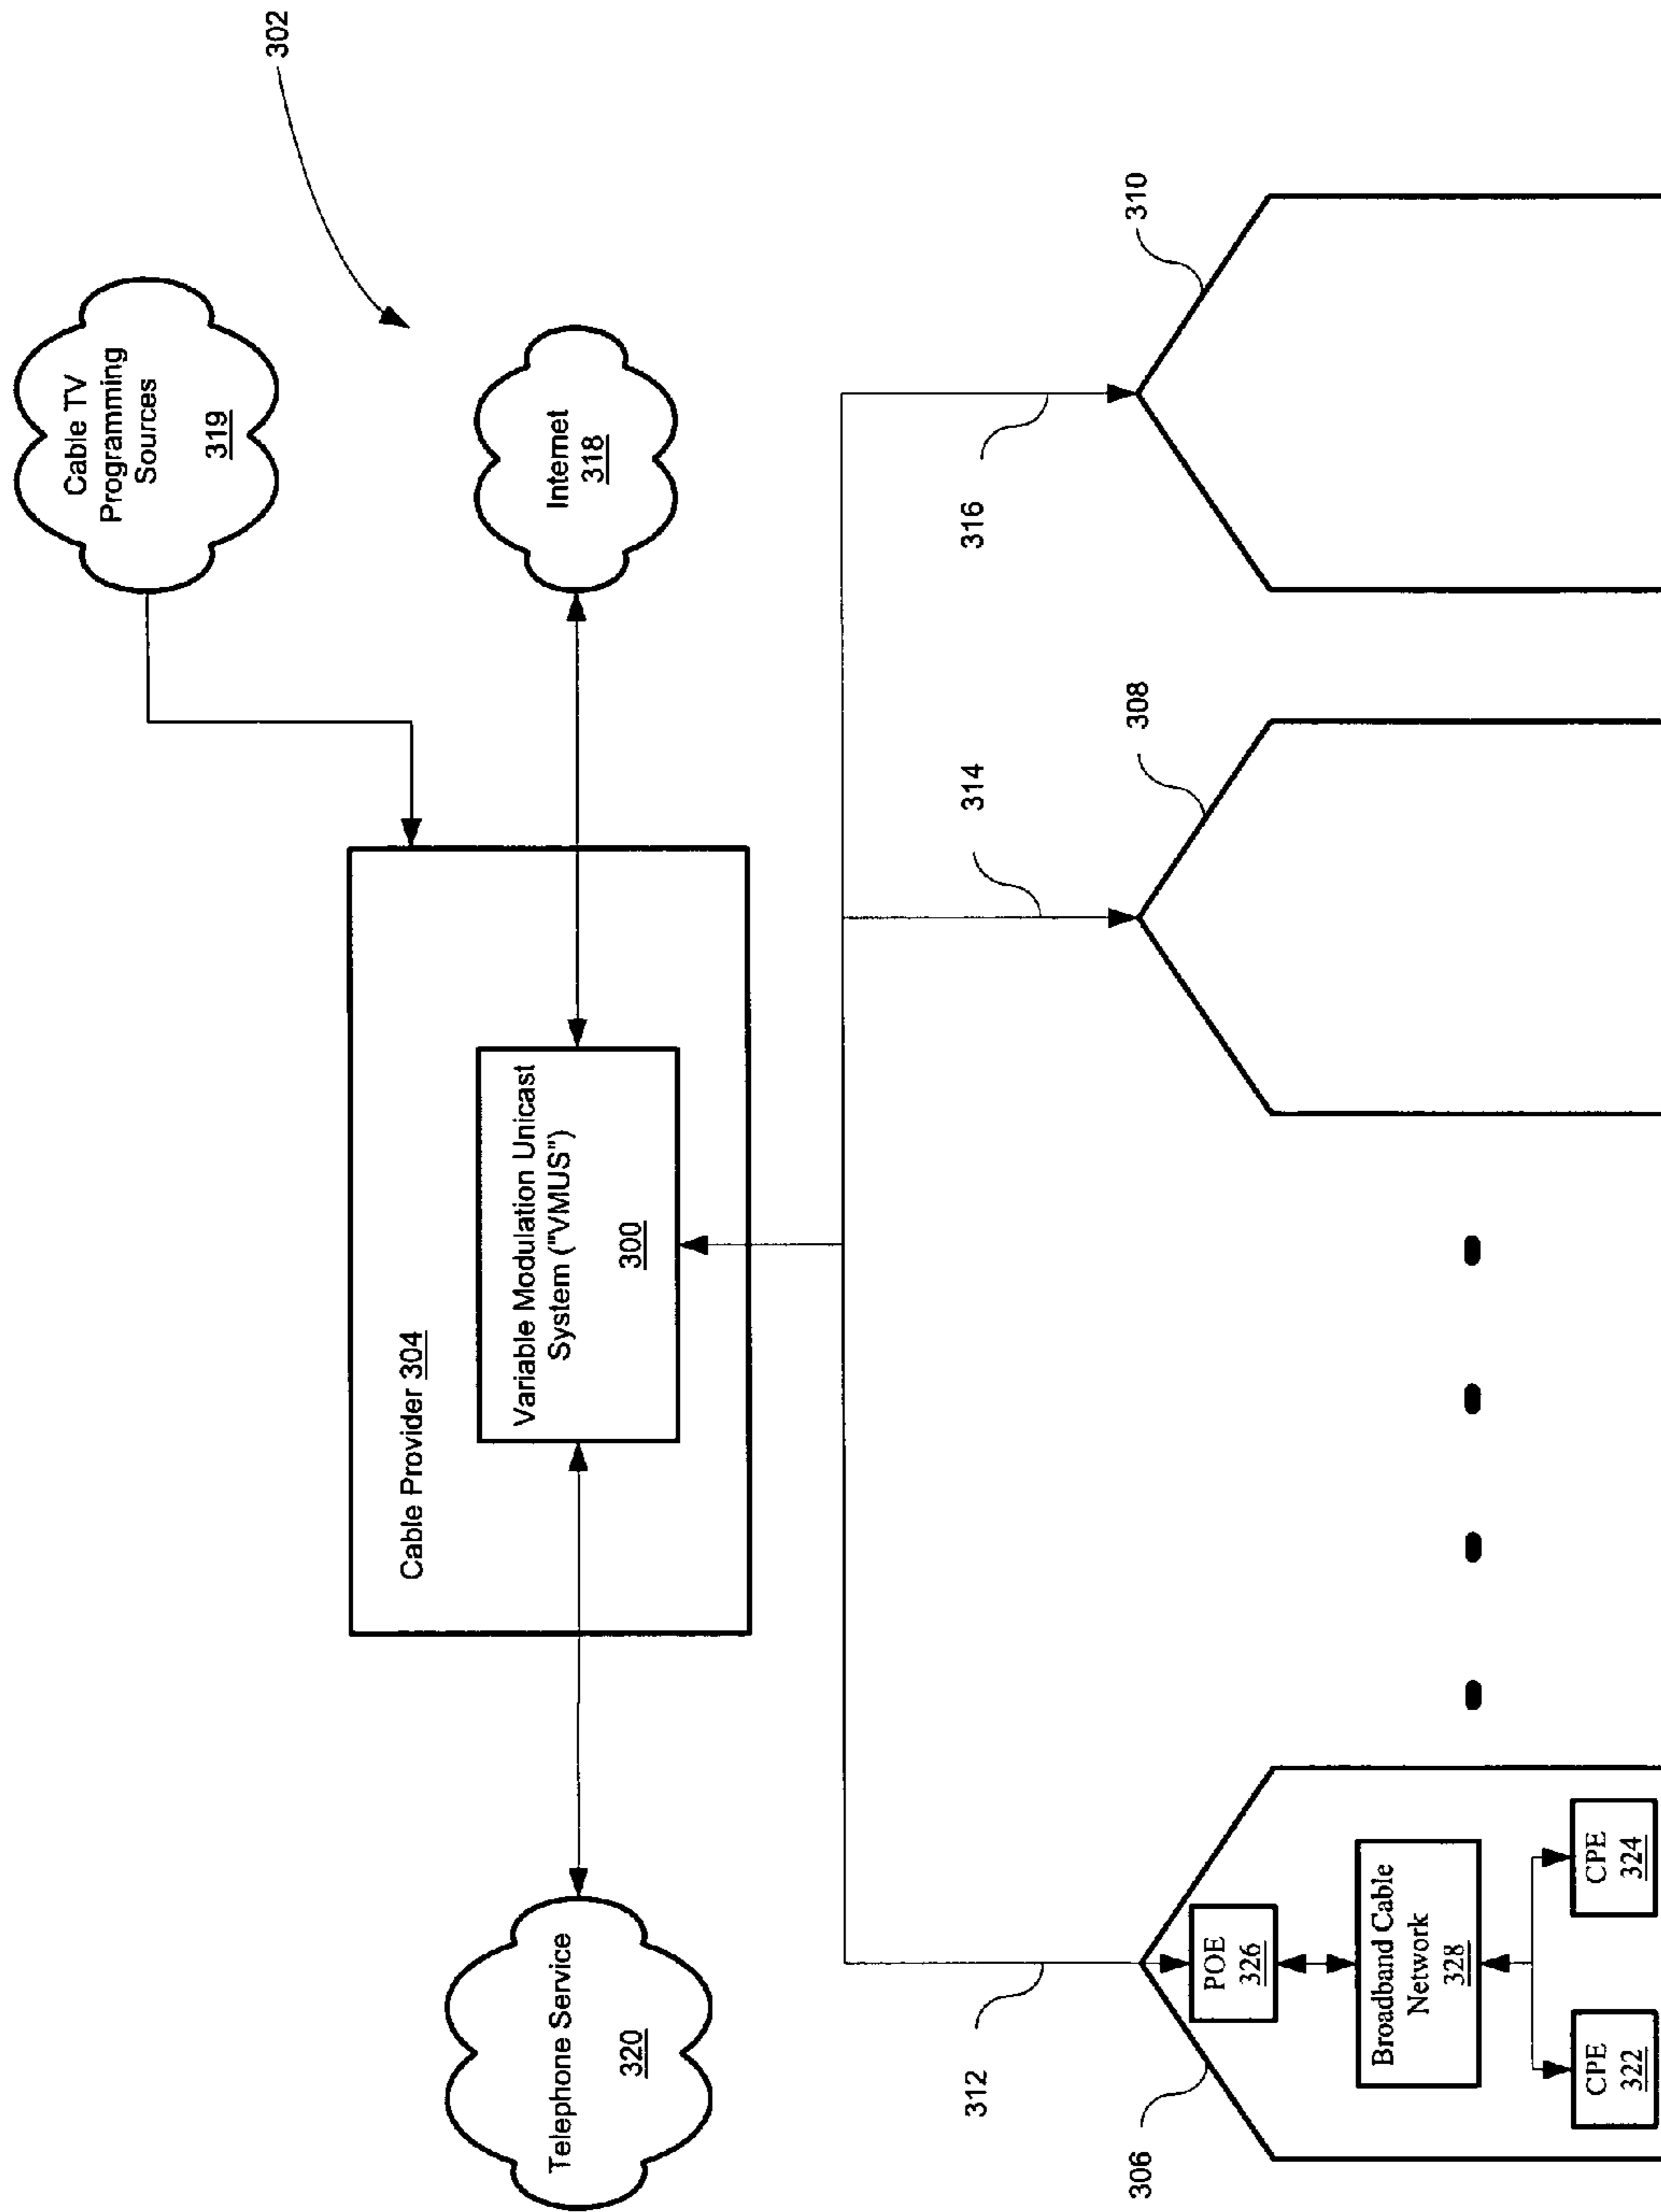 Cable TV
Programming
Sources
319
302
Internet
318
Cable Provider 304
Variable Modulation Unicast
System ("VMUS")
300
Telephone Service
320
312
314
316
306
308
310
POE
326
Broadband Cable
Network
328
CPE
322
CPE
324